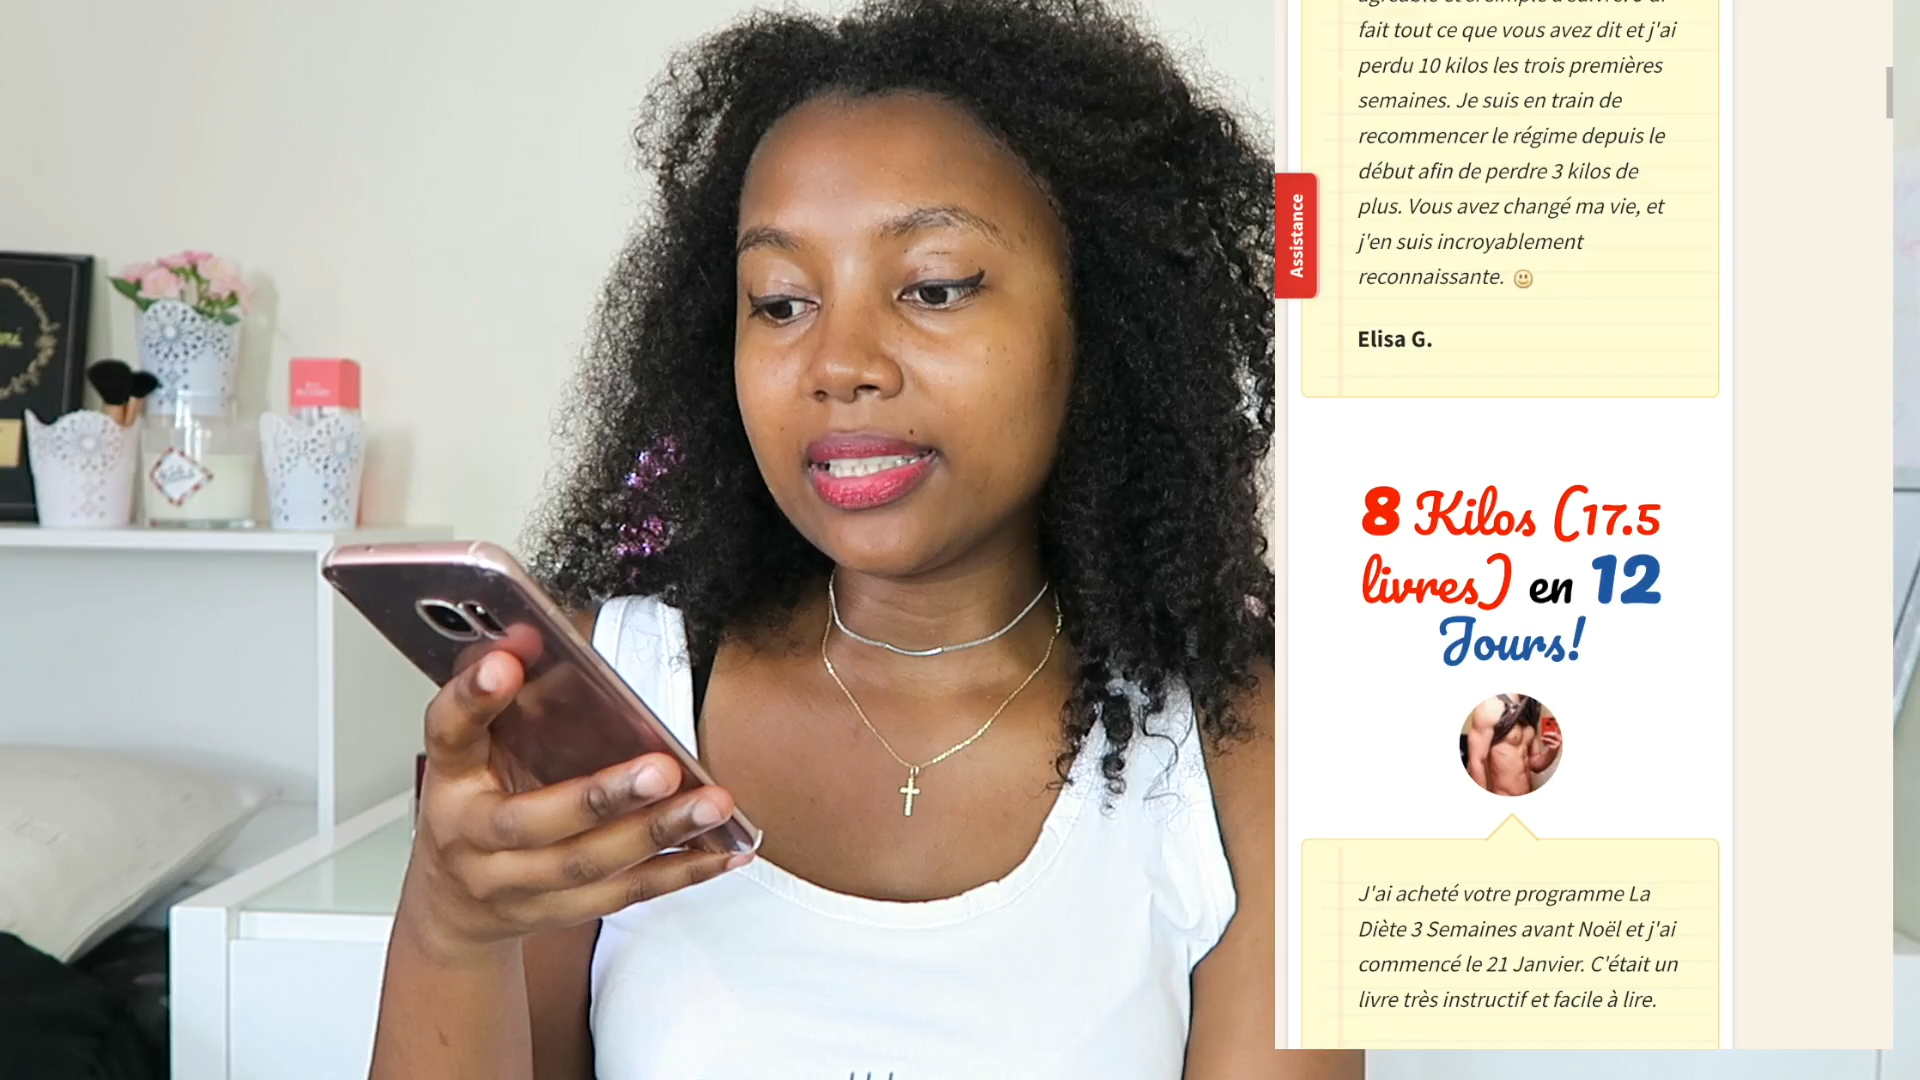 fait tout ce que vous avez dit et j'ai
perdu 10 kilos les trois premières
semaines. Je suis en train de
recommencer le régime depuis le
début afin de perdre 3 kilos de
plus. Vous avez changé ma vie, et
j'en suis incroyablement
reconnaissante.
Elisa G.
Assistance
8 Kilos (17.5
livres) en 12
Jours!
J'ai acheté votre programme La
Diète 3 Semaines avant Noël et j'ai
commencé le 21 Janvier. C'était un
livre très instructif et facile à lire.